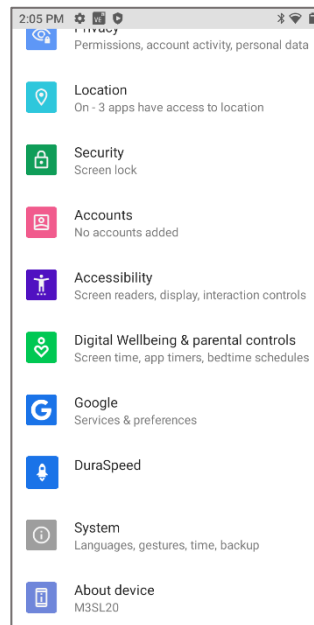 2:05 PM
Privacy
Permissions, account activity, personal data
Location
On - 3 apps have access to location
Security
Screen lock
Accounts
No accounts added
Accessibility
Screen readers, display, interaction controls
Digital Wellbeing & parental controls
Screen time, app timers, bedtime schedules
Google
Services & preferences
DuraSpeed
System
Languages, gestures, time, backup
About device
M3SL20